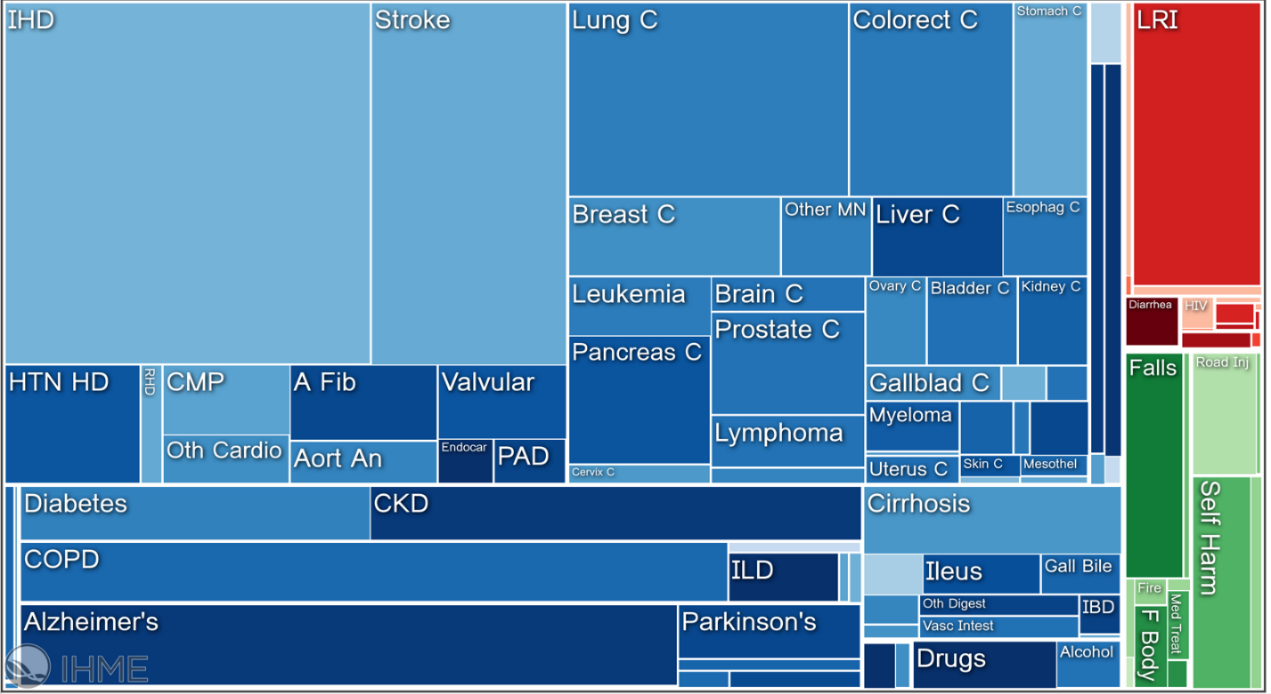 IHD
Stroke
Lung C
Colorect C
Stomach C
LRI
Breast C
Other MN
Liver C
Esophag C
Leukemia
Brain C
Ovary C
Bladder C
Kidney C
Diarrhea
HIV
Prostate C
Pancreas C
Falls
Road Inj
HTN HD
RHD
CMP
A Fib
Valvular
Gallblad C
Myeloma
Lymphoma
Oth Cardio
Aort An
Endocar
PAD
Cervix C
Uterus C
Skin C
Mesothel
Diabetes
CKD
Cirrhosis
Self Harm
COPD
ILD
Ileus
Gall Bile
Fire
Oth Digest
IBD
Med Treat
F Body
Alzheimer's
Parkinson's
Vasc Intest
Drugs
Alcohol
IHME